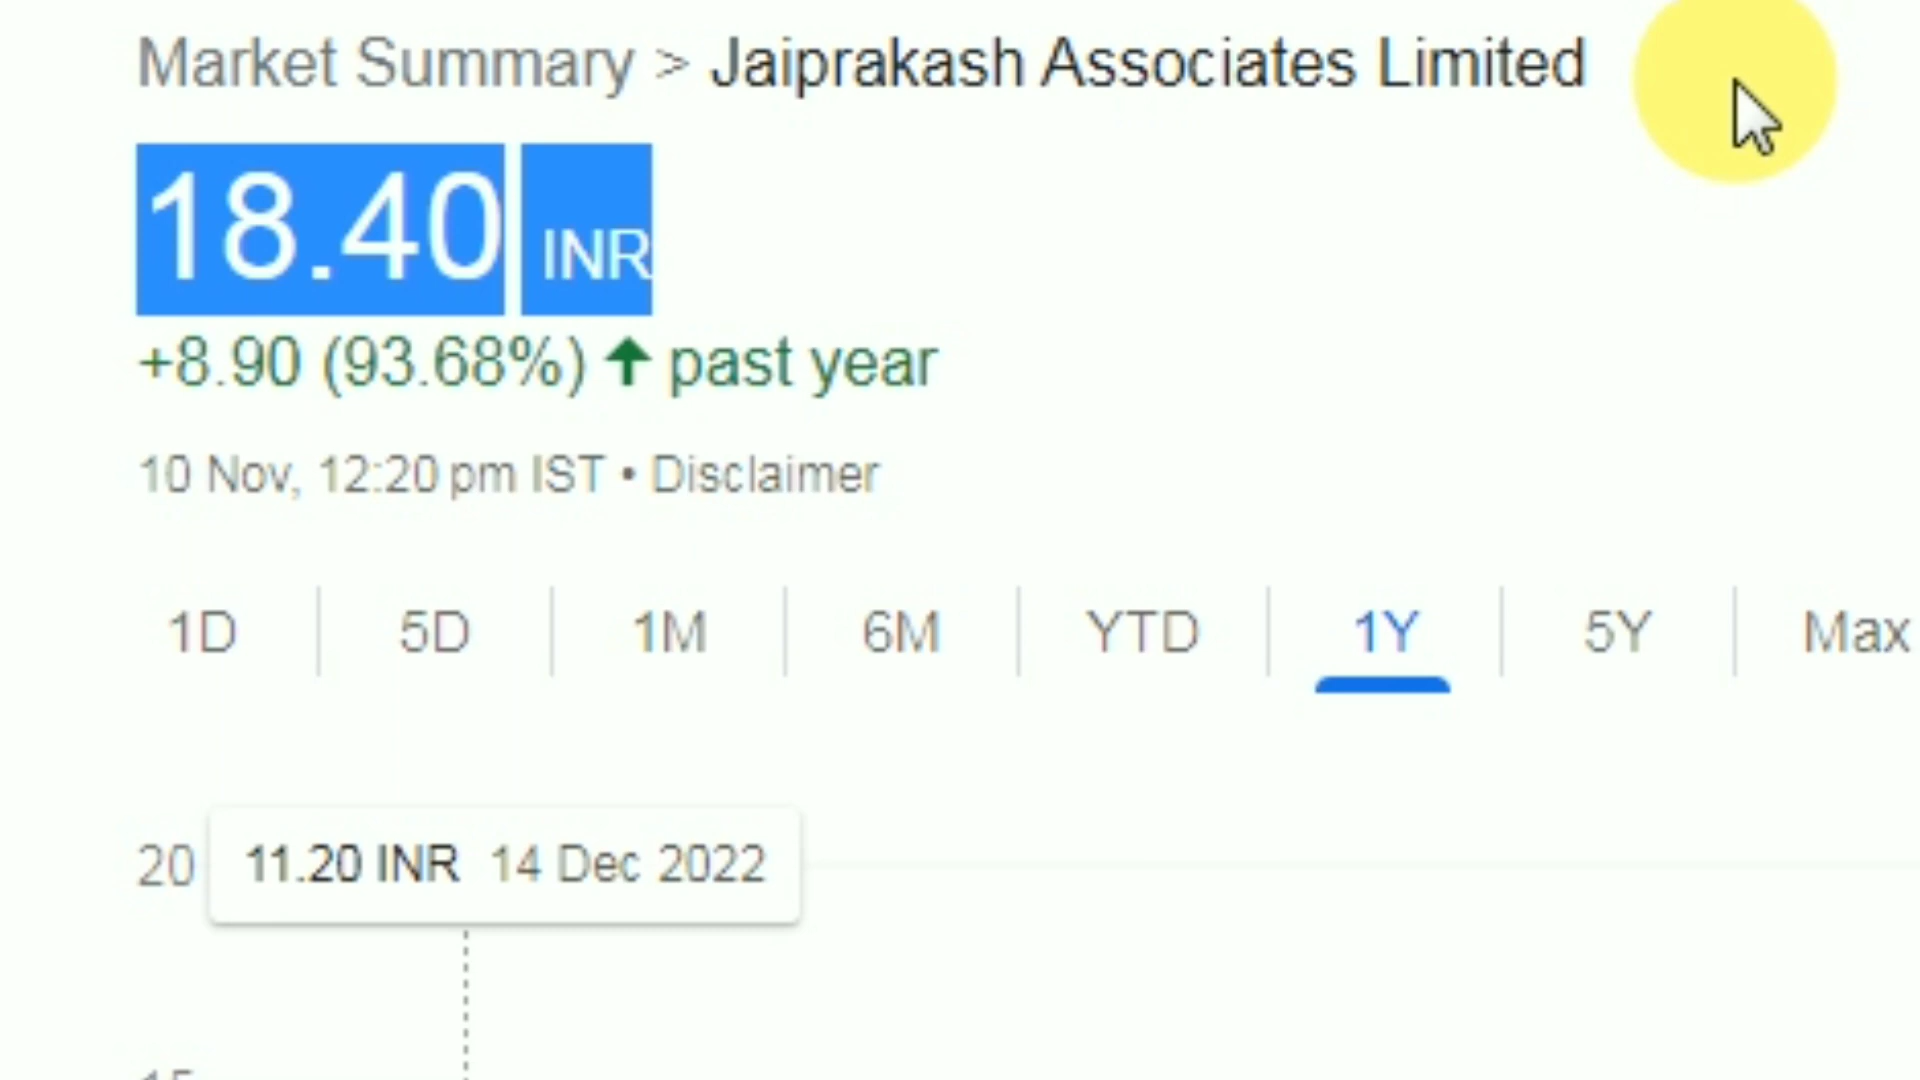 Market Summary > Jaiprakash Associates Limited
18.40 INR
+8.90 (93.68%) ↑ past year
10 Nov, 12:20 pm IST • Disclaimer
1D 5D 1M 6M YTD 1Y 5Y Max
20 11.20 INR 14 Dec 2022